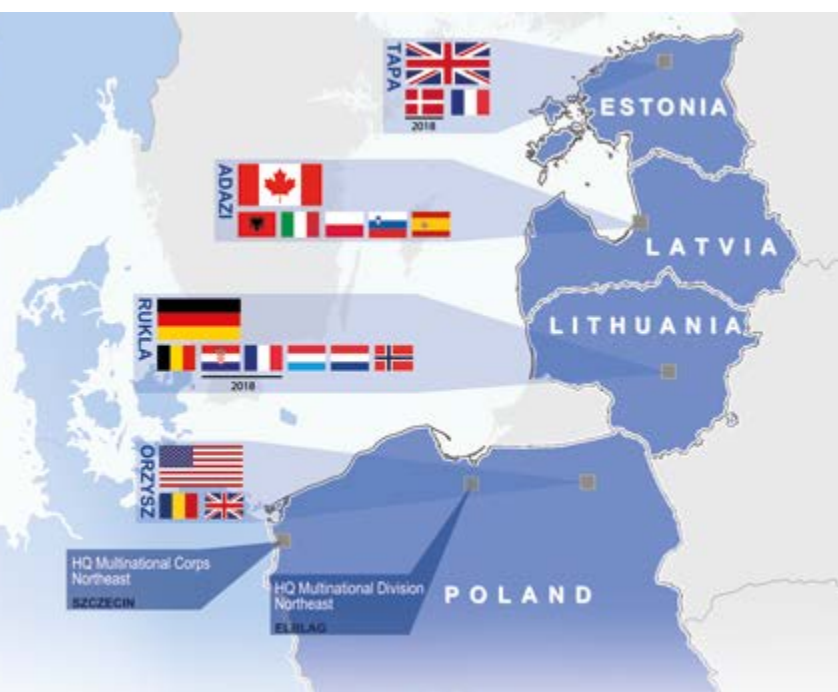 TAPA
2018
ESTONIA
ADAZI
LATVIA
RUKLA
2018
LITHUANIA
ORZYSZ
HQ Multinational Corps
Northeast
SZCZECIN
HQ Multinational Division
Northeast
ELBLAG
POLAND